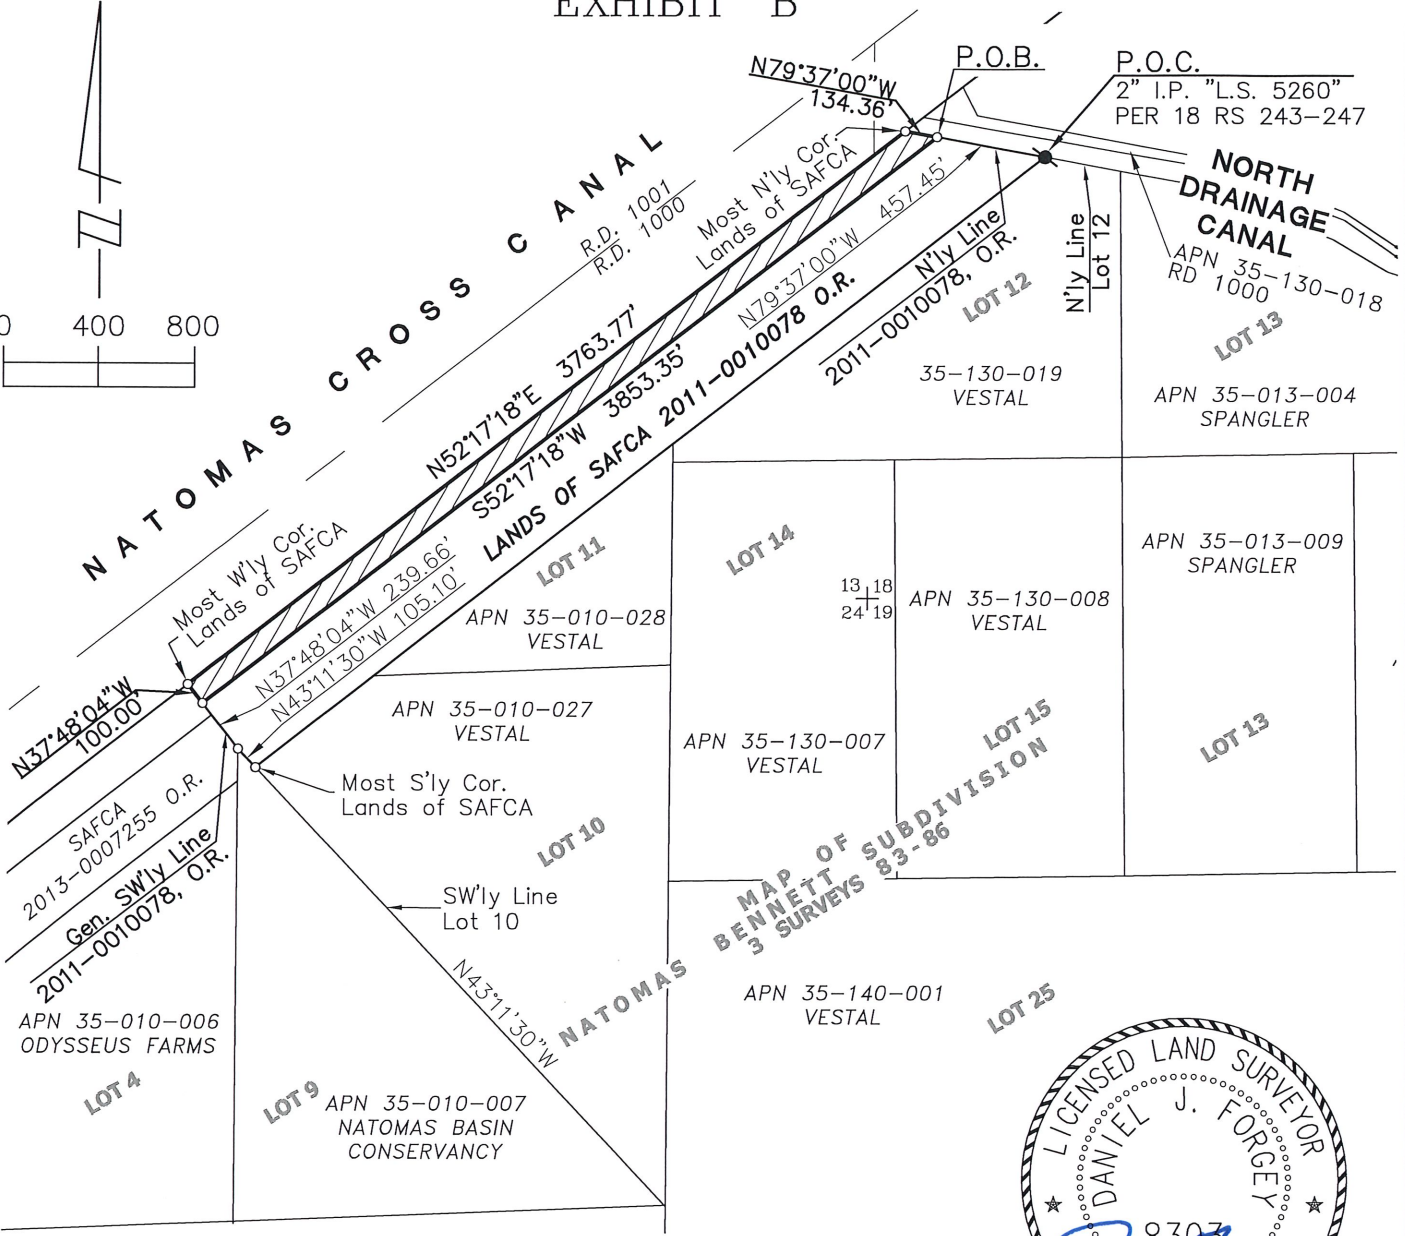 EXHIBIT "B"
N79°37'00"W
134.36'
P.O.B.
P.O.C.
2" I.P. "L.S. 5260"
PER 18 RS 243-247
NORTH
DRAINAGE
CANAL
APN 35-130-018
RD 1000
N'ly Line
Lot 12
NATOMAS CROSS CANAL
R.D. 1001
R.D. 1000
Most N'ly Cor.
Lands of SAFCA
N79°37'00"W 457.45'
N'ly Line
2011-0010078, O.R.
0 400 800
N52°17'18"E 3763.77'
S52°17'18"W 3853.35'
LANDS OF SAFCA 2011-0010078 O.R.
LOT 12
35-130-019
VESTAL
LOT 13
APN 35-013-004
SPANGLER
Most W'ly Cor.
Lands of SAFCA
N37°48'04"W 239.66'
N43°11'30"W 105.10'
LOT 11
APN 35-010-028
VESTAL
LOT 14
13 18
24 19
APN 35-130-008
VESTAL
APN 35-013-009
SPANGLER
N37°48'04"W
100.00'
APN 35-010-027
VESTAL
APN 35-130-007
VESTAL
LOT 15
LOT 13
Most S'ly Cor.
Lands of SAFCA
SAFCA
2013-0007255 O.R.
Gen. SW'ly Line
2011-0010078, O.R.
LOT 10
SW'ly Line
Lot 10
MAP OF
NATOMAS BENNETT SUBDIVISION
3 SURVEYS 83-86
N43°11'30"W
APN 35-140-001
VESTAL
LOT 25
APN 35-010-006
ODYSSEUS FARMS
LOT 4
LOT 9
APN 35-010-007
NATOMAS BASIN
CONSERVANCY
LICENSED LAND SURVEYOR
DANIEL J. FORGEY
8303